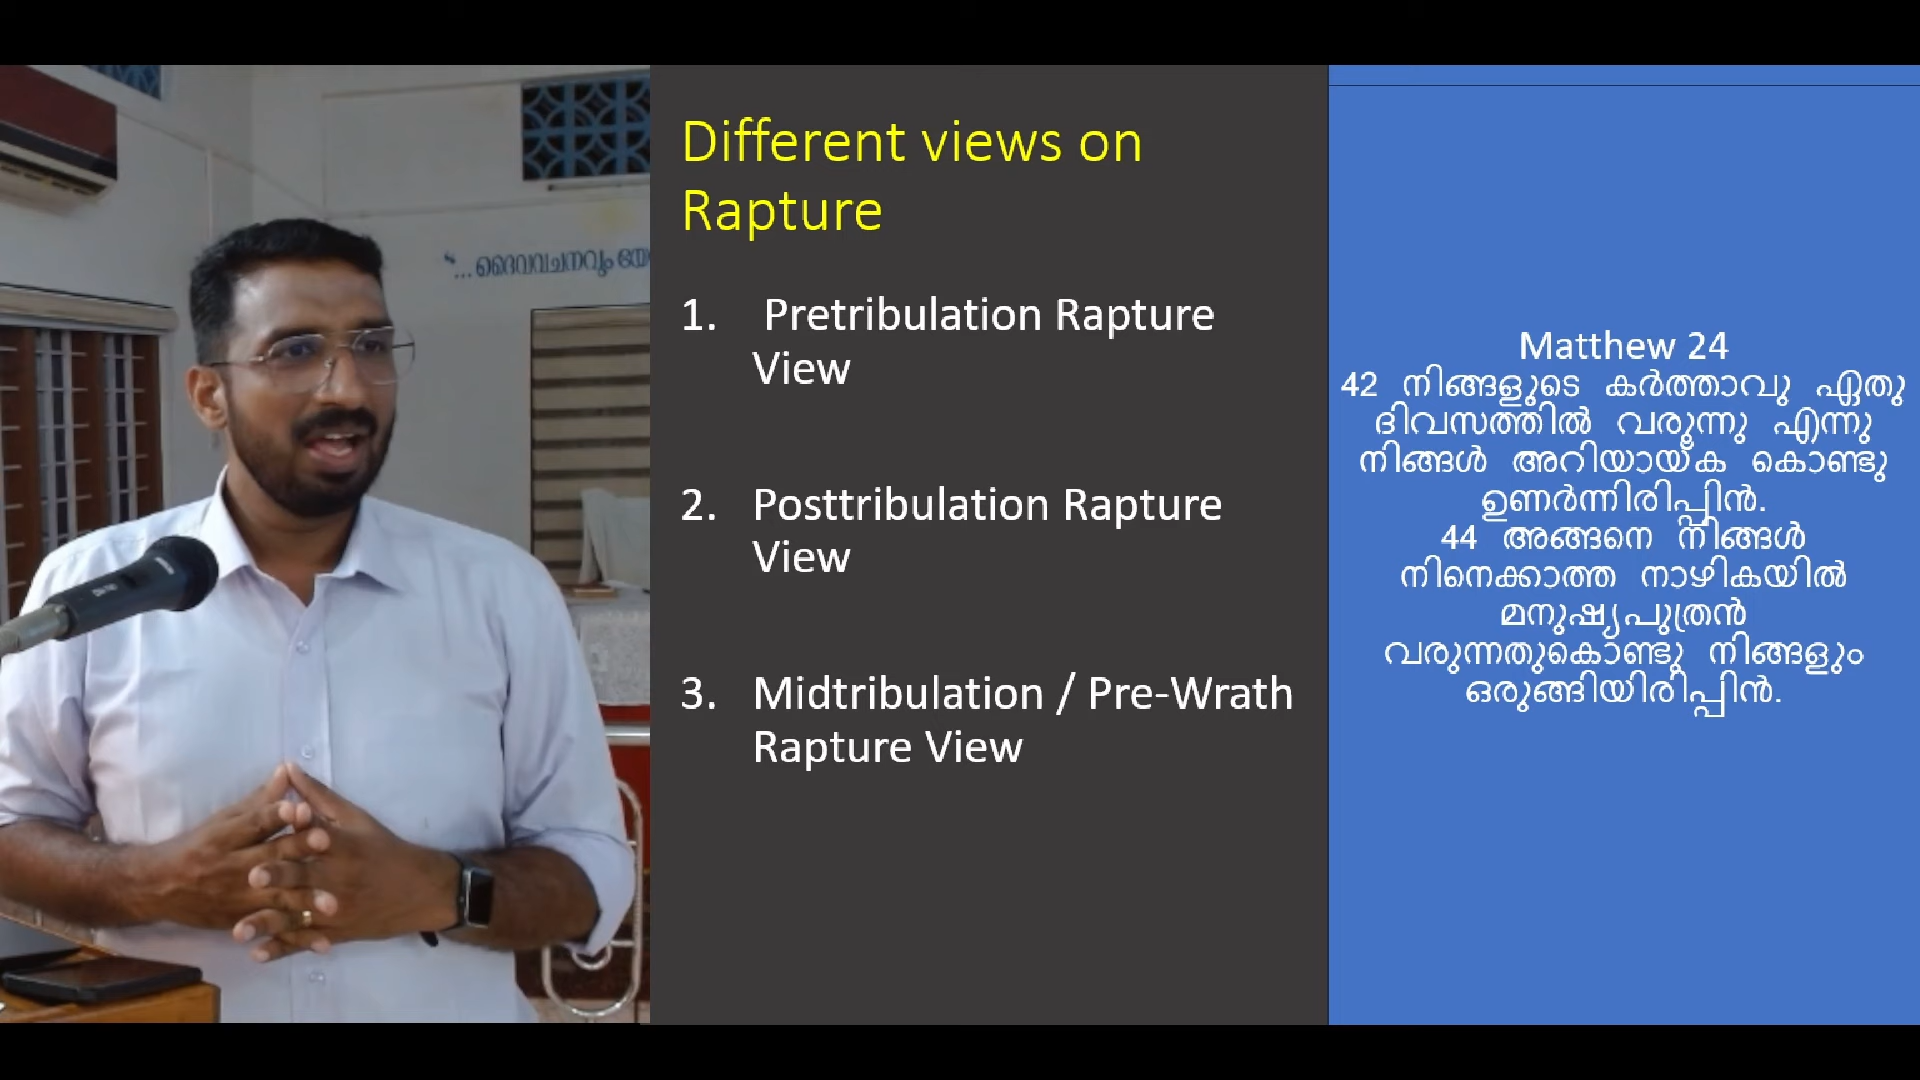 "...ദൈവവചനവും
Different views on
Rapture
1. Pretribulation Rapture
View
2. Posttribulation Rapture
View
3. Midtribulation / Pre-Wrath
Rapture View
Matthew 24
42 നിങ്ങളുടെ കർത്താവു ഏതു
ദിവസത്തിൽ വരുന്നു എന്നു
നിങ്ങൾ അറിയായ്ക കൊണ്ടു
ഉണർന്നിരിപ്പിൻ.
44 അങ്ങനെ നിങ്ങൾ
നിനെക്കാത്ത നാഴികയിൽ
മനുഷ്യപുത്രൻ
വരുന്നതുകൊണ്ടു നിങ്ങളും
ഒരുങ്ങിയിരിപ്പിൻ.